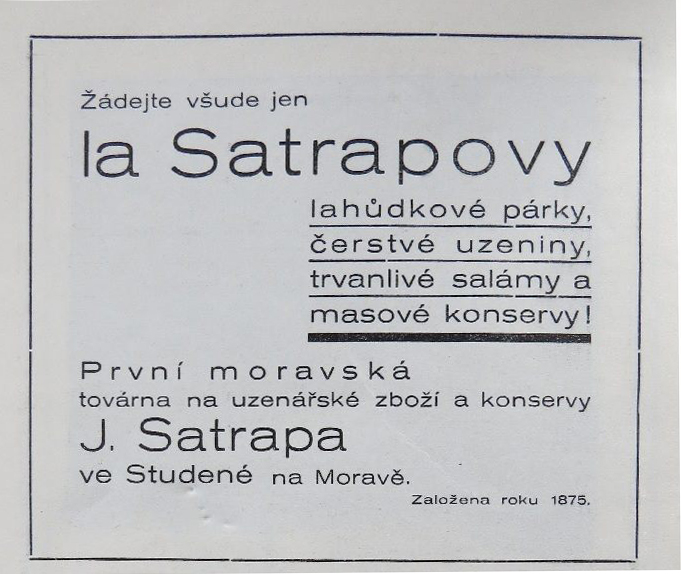 Žádejte všude jen
Ia Satrapovy
lahůdkové párky,
čerstvé uzeniny,
trvanlivé salámy a
masové konservy!
První moravská
továrna na uzenářské zboží a konservy
J. Satrapa
ve Studené na Moravě.
Založena roku 1875.